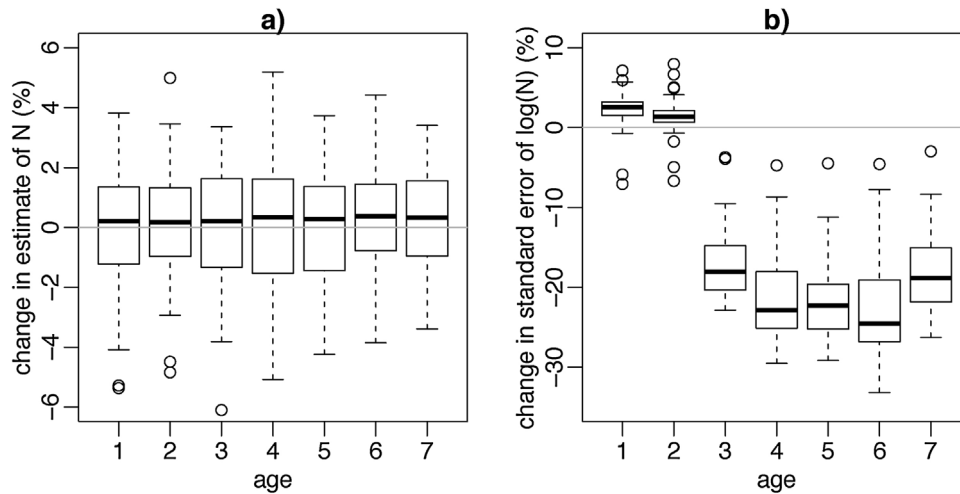 a)
change in estimate of N (%)
6
4
2
0
−2
−4
−6
1 2 3 4 5 6 7
age
b)
change in standard error of log(N) (%)
10
0
−10
−20
−30
1 2 3 4 5 6 7
age